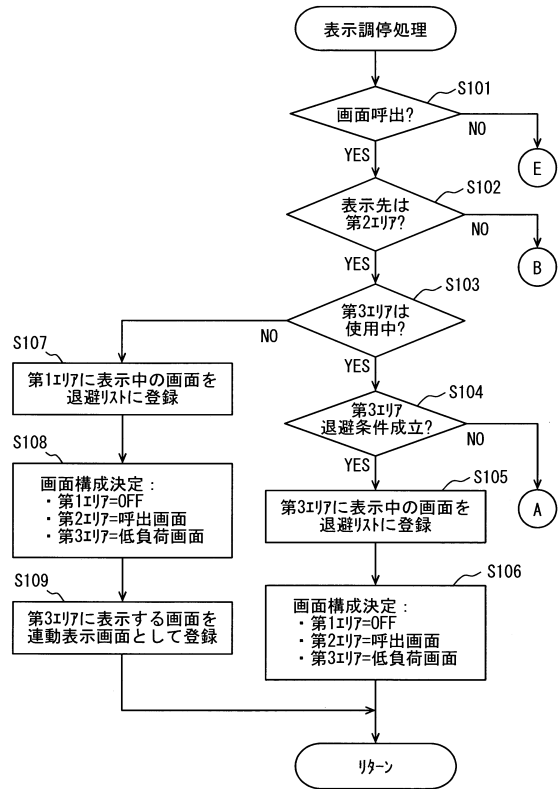 表示調停処理
S101
画面呼出?
NO
YES
E
S102
表示先は
第2ｴﾘｱ?
NO
YES
B
S103
第3ｴﾘｱは
使用中?
NO
YES
S107
第1ｴﾘｱに表示中の画面を
退避リストに登録
S104
第3ｴﾘｱ
退避条件成立?
NO
YES
A
S108
画面構成決定：
・第1ｴﾘｱ=OFF
・第2ｴﾘｱ=呼出画面
・第3ｴﾘｱ=低負荷画面
S105
第3ｴﾘｱに表示中の画面を
退避リストに登録
S109
第3ｴﾘｱに表示する画面を
連動表示画面として登録
S106
画面構成決定：
・第1ｴﾘｱ=OFF
・第2ｴﾘｱ=呼出画面
・第3ｴﾘｱ=低負荷画面
ﾘﾀｰﾝ